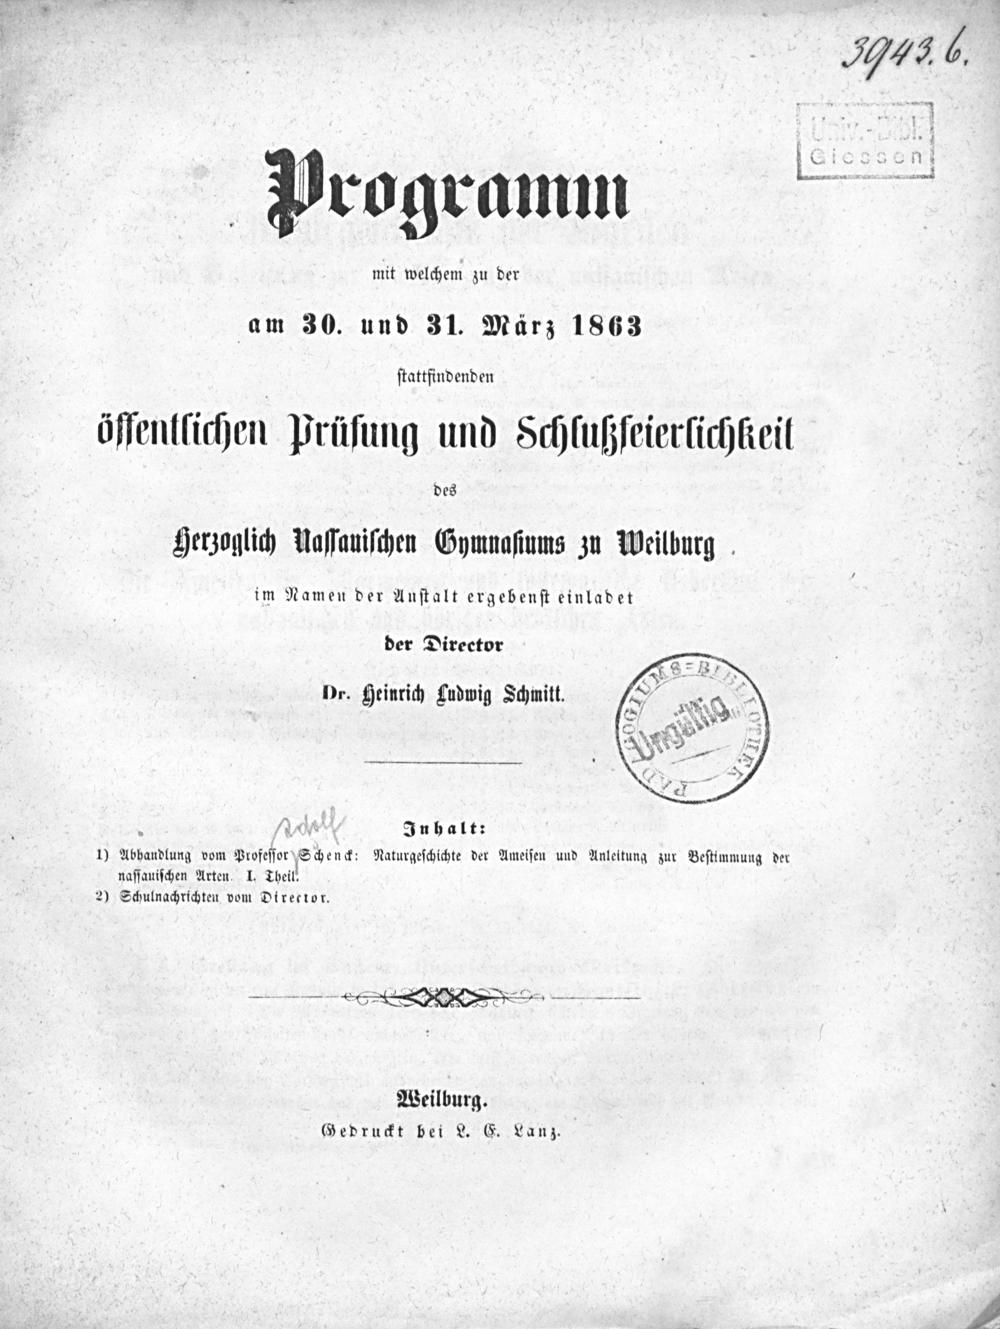 3943.6.
Univ.-Bibl.
Giessen
Programm
mit welchem zu der
am 30. und 31. März 1863
stattfindenden
öffentlichen Prüfung und Schlußfeierlichkeit
des
Herzoglich Nassauischen Gymnasiums zu Weilburg
im Namen der Anstalt ergebenst einladet
der Director
Dr. Heinrich Ludwig Schmitt.
PÄDAGOGIUMS=BIBLIOTHEK
Ungültig
Inhalt:
Adolf
1) Abhandlung vom Professor Schenck: Naturgeschichte der Ameisen und Anleitung zur Bestimmung der
nassauischen Arten. I. Theil.
2) Schulnachrichten vom Director.
Weilburg.
Gedruckt bei L. E. Lanz.